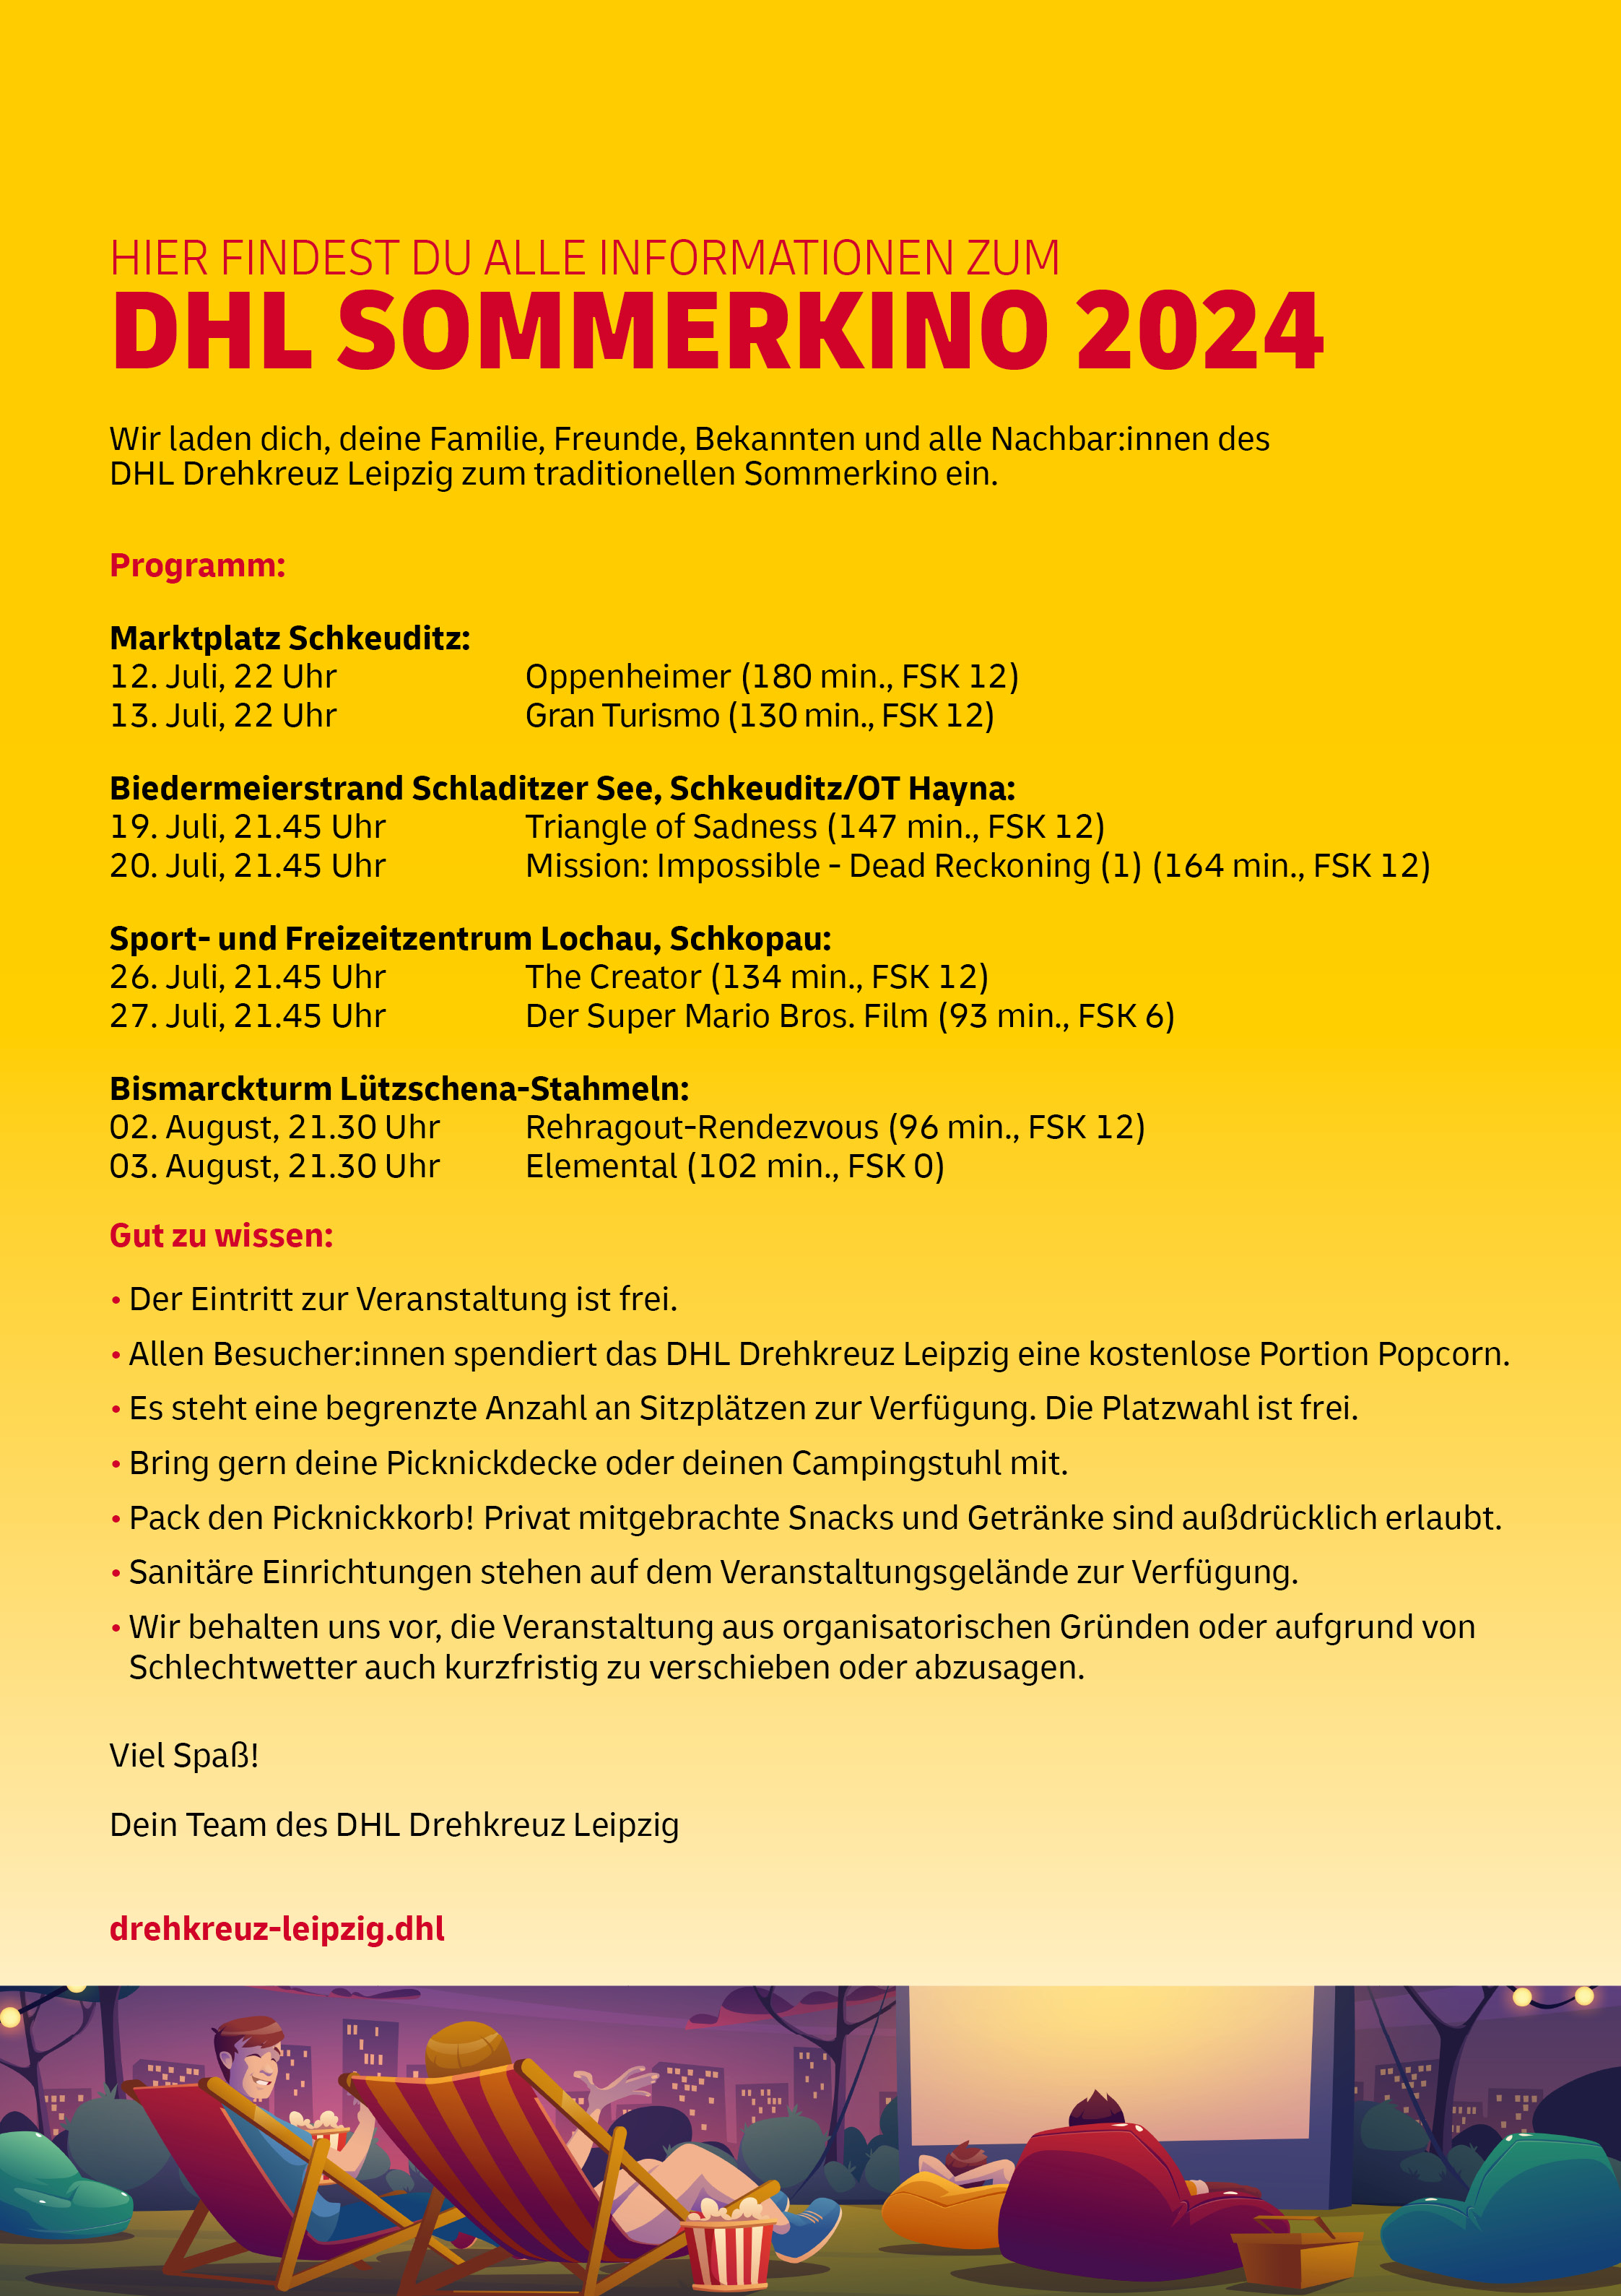 HIER FINDEST DU ALLE INFORMATIONEN ZUM
DHL SOMMERKINO 2024
Wir laden dich, deine Familie, Freunde, Bekannten und alle Nachbar:innen des
DHL Drehkreuz Leipzig zum traditionellen Sommerkino ein.
Programm:
Marktplatz Schkeuditz:
12. Juli, 22 Uhr Oppenheimer (180 min., FSK 12)
13. Juli, 22 Uhr Gran Turismo (130 min., FSK 12)
Biedermeierstrand Schladitzer See, Schkeuditz/OT Hayna:
19. Juli, 21.45 Uhr Triangle of Sadness (147 min., FSK 12)
20. Juli, 21.45 Uhr Mission: Impossible - Dead Reckoning (1) (164 min., FSK 12)
Sport- und Freizeitzentrum Lochau, Schkopau:
26. Juli, 21.45 Uhr The Creator (134 min., FSK 12)
27. Juli, 21.45 Uhr Der Super Mario Bros. Film (93 min., FSK 6)
Bismarckturm Lützschena-Stahmeln:
02. August, 21.30 Uhr Rehragout-Rendezvous (96 min., FSK 12)
03. August, 21.30 Uhr Elemental (102 min., FSK 0)
Gut zu wissen:
• Der Eintritt zur Veranstaltung ist frei.
• Allen Besucher:innen spendiert das DHL Drehkreuz Leipzig eine kostenlose Portion Popcorn.
• Es steht eine begrenzte Anzahl an Sitzplätzen zur Verfügung. Die Platzwahl ist frei.
• Bring gern deine Picknickdecke oder deinen Campingstuhl mit.
• Pack den Picknickkorb! Privat mitgebrachte Snacks und Getränke sind außdrücklich erlaubt.
• Sanitäre Einrichtungen stehen auf dem Veranstaltungsgelände zur Verfügung.
• Wir behalten uns vor, die Veranstaltung aus organisatorischen Gründen oder aufgrund von
Schlechtwetter auch kurzfristig zu verschieben oder abzusagen.
Viel Spaß!
Dein Team des DHL Drehkreuz Leipzig
drehkreuz-leipzig.dhl